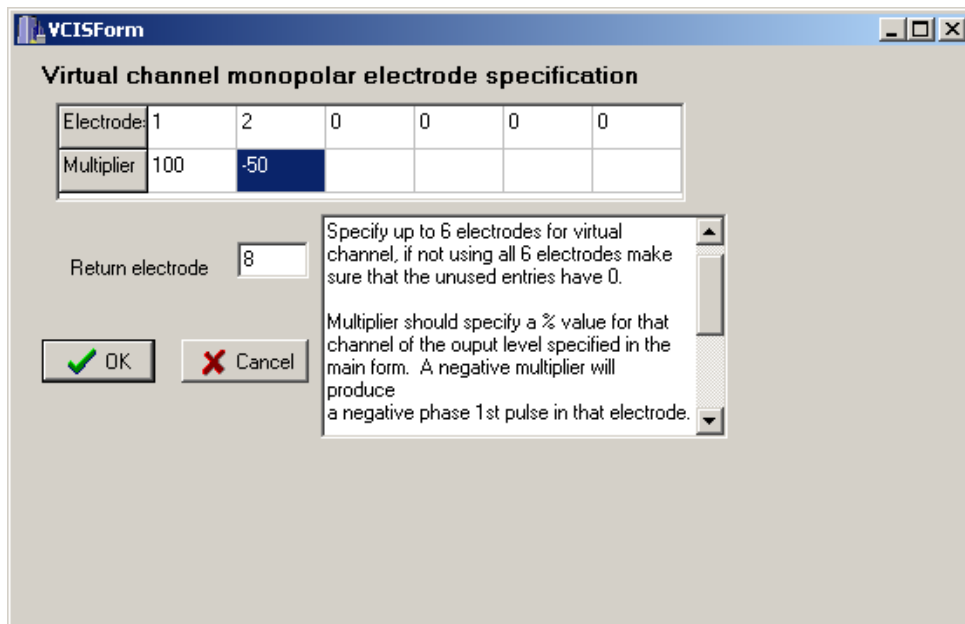 VCISForm
Virtual channel monopolar electrode specification
Electrode: 1 2 0 0 0 0
Multiplier 100 -50
Return electrode 8
OK Cancel
Specify up to 6 electrodes for virtual
channel, if not using all 6 electrodes make
sure that the unused entries have 0.
Multiplier should specify a % value for that
channel of the ouput level specified in the
main form. A negative multiplier will
produce
a negative phase 1st pulse in that electrode.